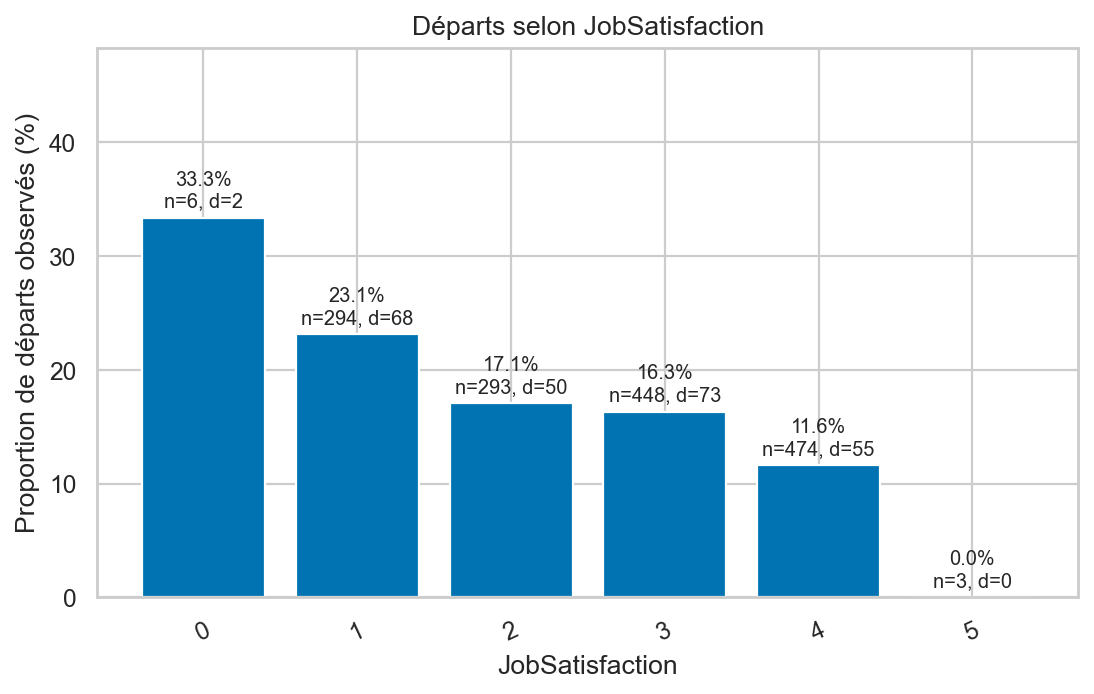 Départs selon JobSatisfaction
Proportion de départs observés (%)
40
30
20
10
0
33.3%
n=6, d=2
23.1%
n=294, d=68
17.1%
n=293, d=50
16.3%
n=448, d=73
11.6%
n=474, d=55
0.0%
n=3, d=0
0
1
2
3
4
5
JobSatisfaction